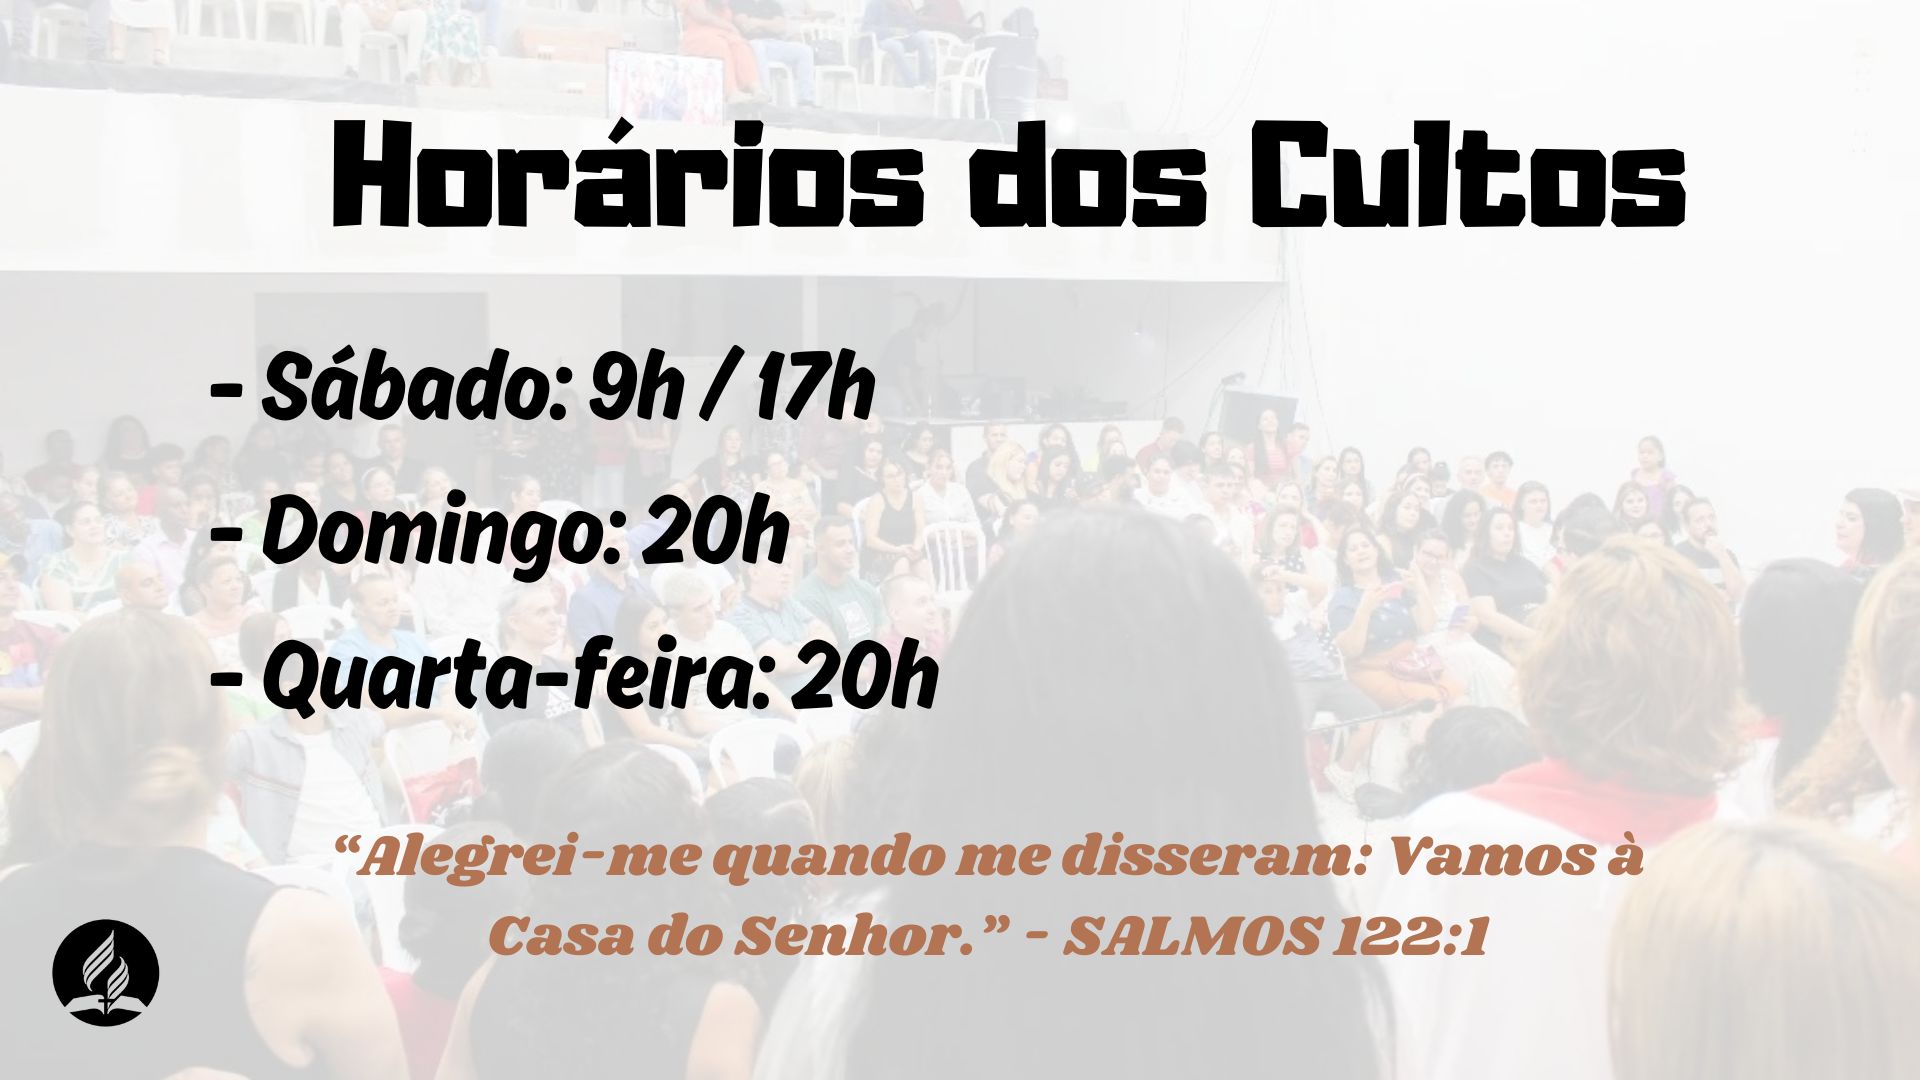 Horários dos Cultos
- Sábado: 9h / 17h
- Domingo: 20h
- Quarta-feira: 20h
“Alegrei-me quando me disseram: Vamos à
Casa do Senhor.” - SALMOS 122:1